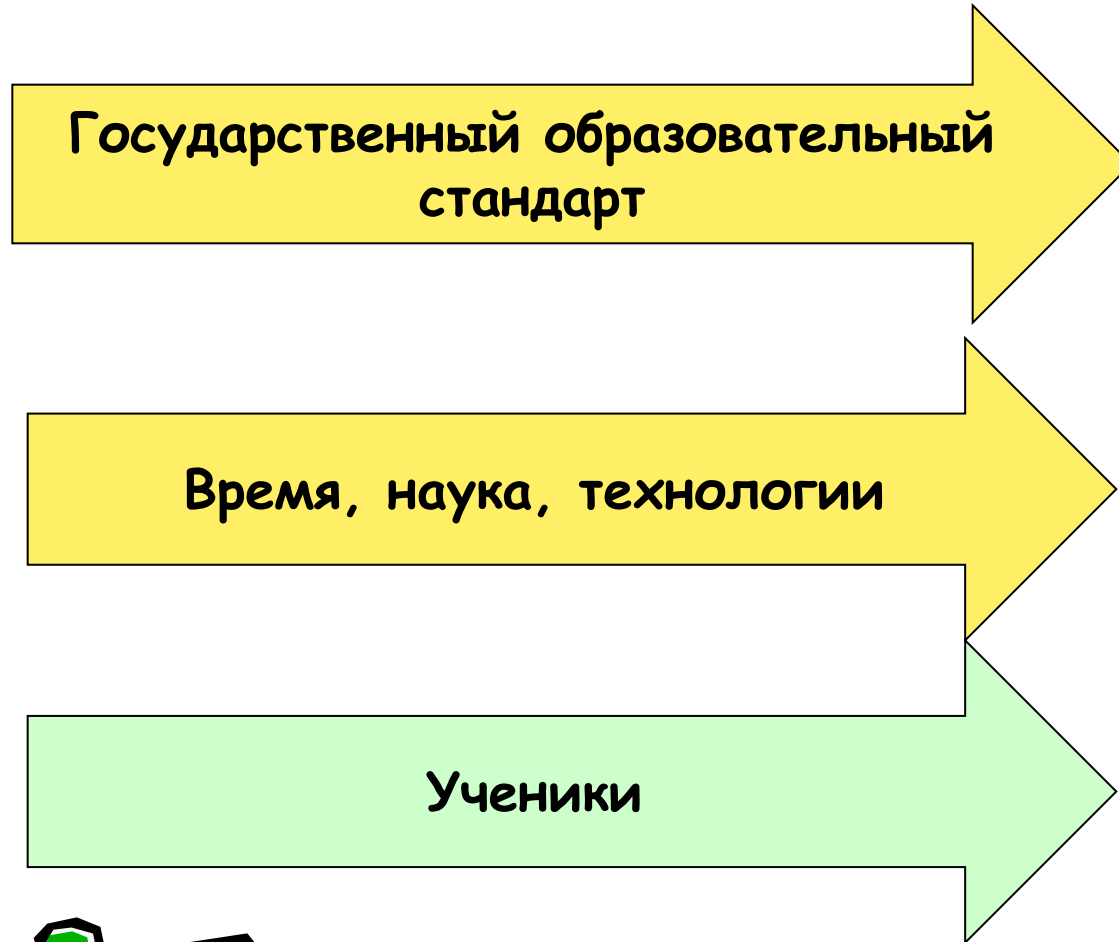 Государственный образовательный
стандарт
Время, наука, технологии
Ученики